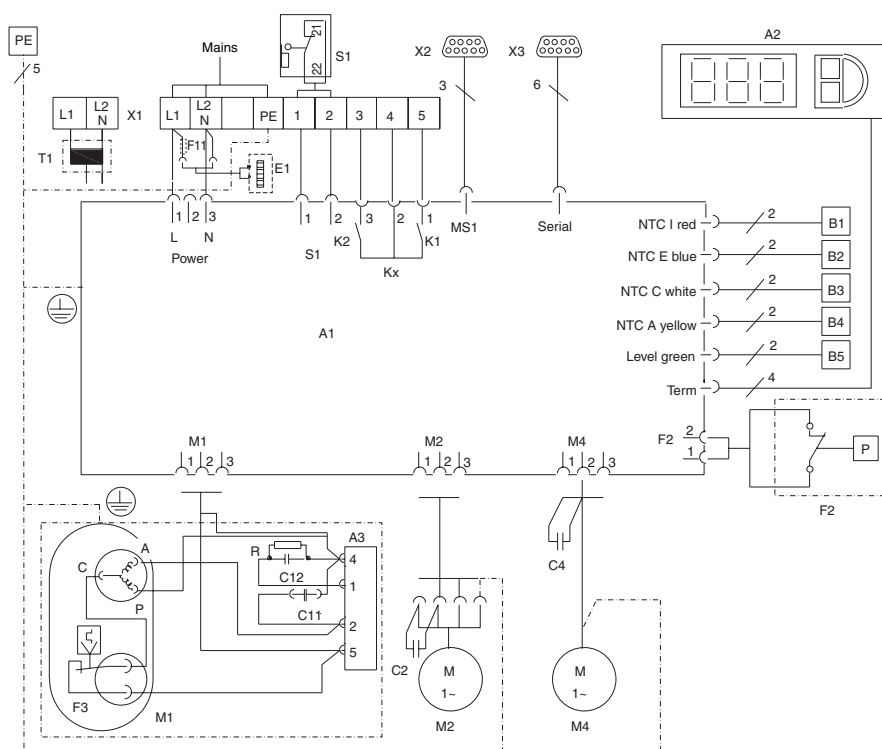 PE
5
Mains
21
22
S1
X2
X3
A2
3
6
L1 L2 N X1
L1 L2 N PE 1 2 3 4 5
T1
F11
E1
1 2 3
L N
Power
1 2
S1
3 2 1
K2 K1
Kx
MS1
Serial
NTC I red 2 B1
NTC E blue 2 B2
NTC C white 2 B3
NTC A yellow 2 B4
Level green 2 B5
Term 4
A1
F2 2
1
P
F2
M1
1 2 3
M2
1 2 3
M4
1 2 3
A3
C A
P
R
C12
C11
4
1
2
5
F3
M1
C2
M
1~
M2
C4
M
1~
M4